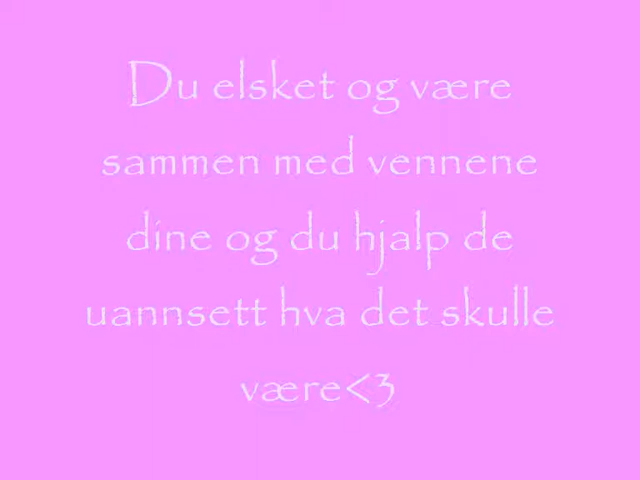 Du elsket og være
sammen med vennene
dine og du hjalp de
uannsett hva det skulle
være<3